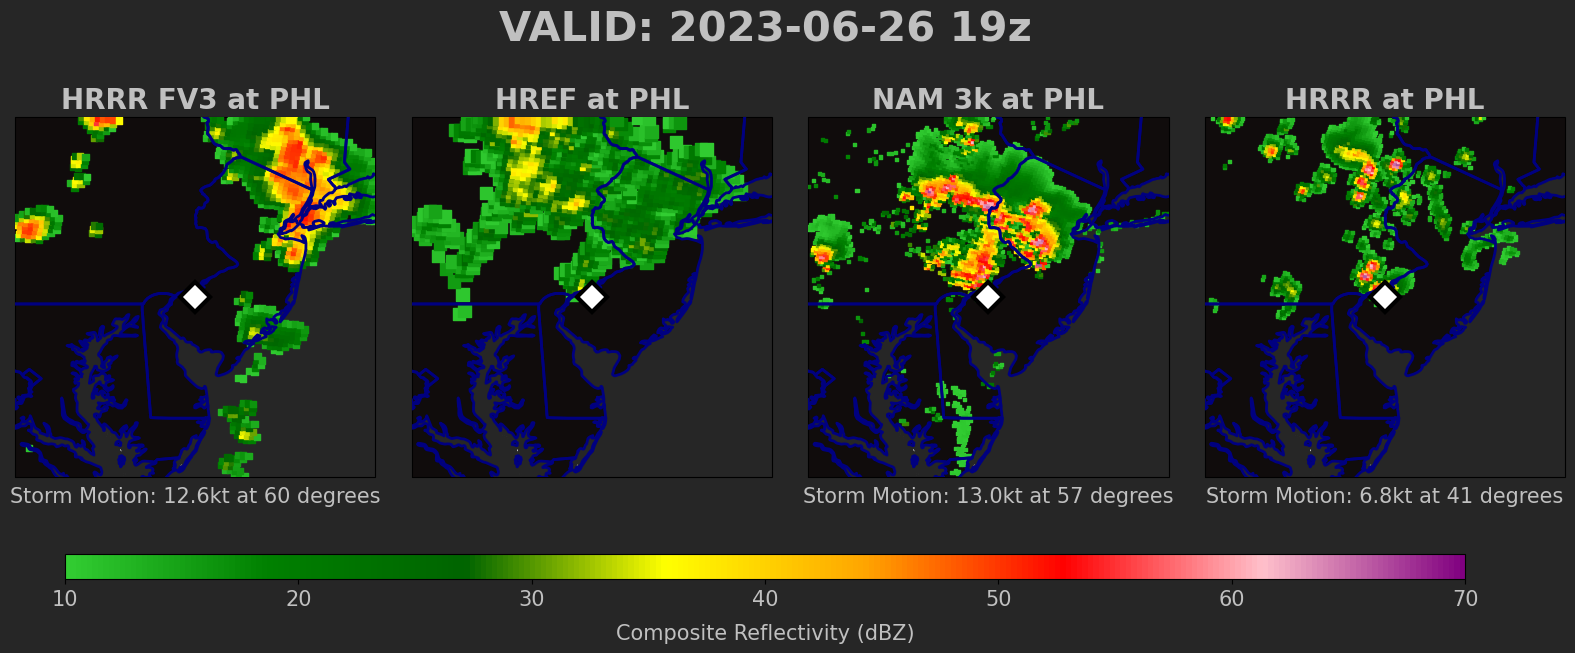 VALID: 2023-06-26 19z
HRRR FV3 at PHL
HREF at PHL
NAM 3k at PHL
HRRR at PHL
Storm Motion: 12.6kt at 60 degrees
Storm Motion: 13.0kt at 57 degrees
Storm Motion: 6.8kt at 41 degrees
10 20 30 40 50 60 70
Composite Reflectivity (dBZ)